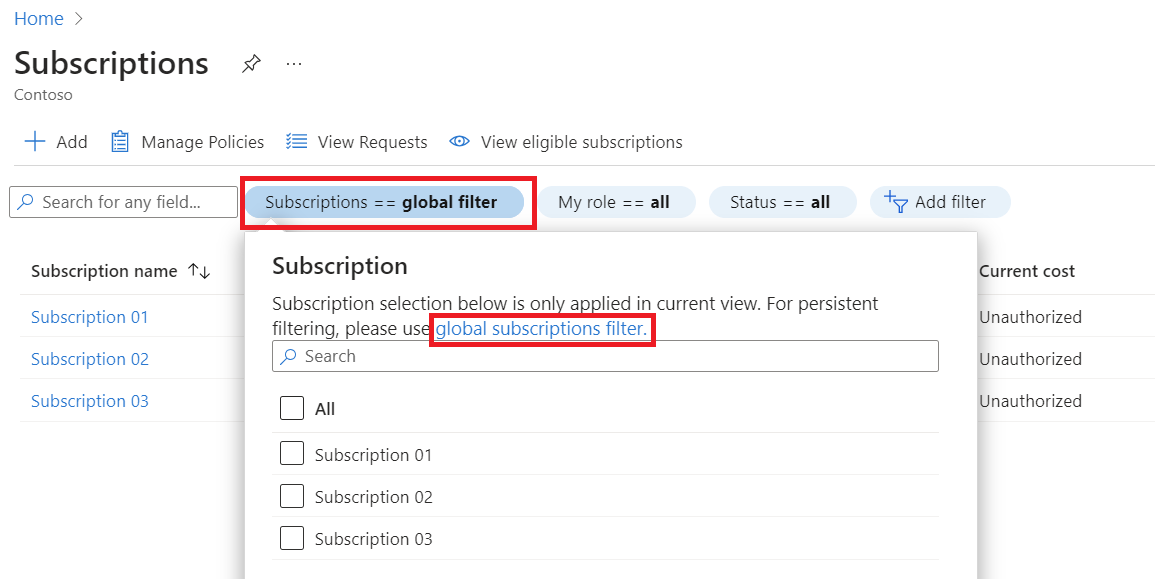 Home
Subscriptions
Contoso
Add Manage Policies View Requests View eligible subscriptions
Search for any field... Subscriptions == global filter My role == all Status == all Add filter
Subscription name Current cost
Subscription 01 Unauthorized
Subscription 02 Unauthorized
Subscription 03 Unauthorized
Subscription
Subscription selection below is only applied in current view. For persistent
filtering, please use global subscriptions filter.
Search
All
Subscription 01
Subscription 02
Subscription 03